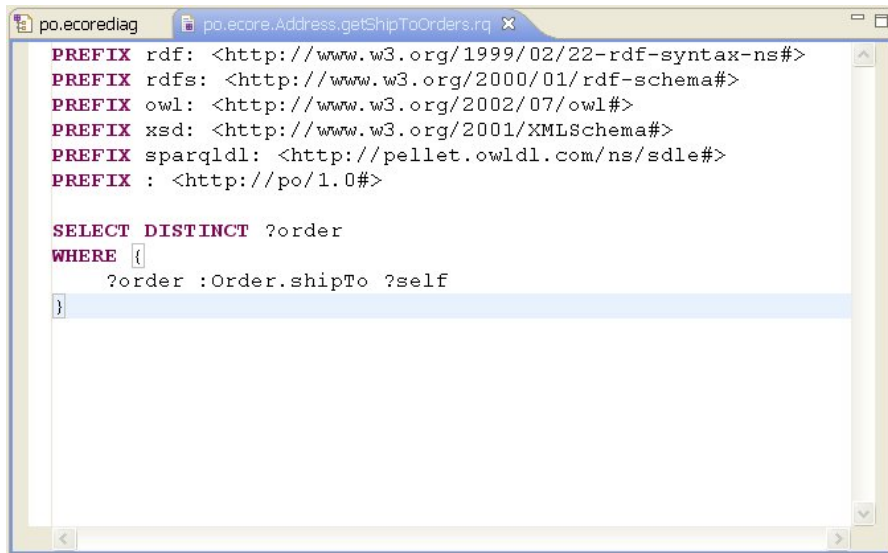 po.ecorediag
po.ecore.Address.getShipToOrders.rq
PREFIX rdf: <http://www.w3.org/1999/02/22-rdf-syntax-ns#>
PREFIX rdfs: <http://www.w3.org/2000/01/rdf-schema#>
PREFIX owl: <http://www.w3.org/2002/07/owl#>
PREFIX xsd: <http://www.w3.org/2001/XMLSchema#>
PREFIX sparqldl: <http://pellet.owldl.com/ns/sdle#>
PREFIX : <http://po/1.0#>
SELECT DISTINCT ?order
WHERE {
?order :Order.shipTo ?self
}